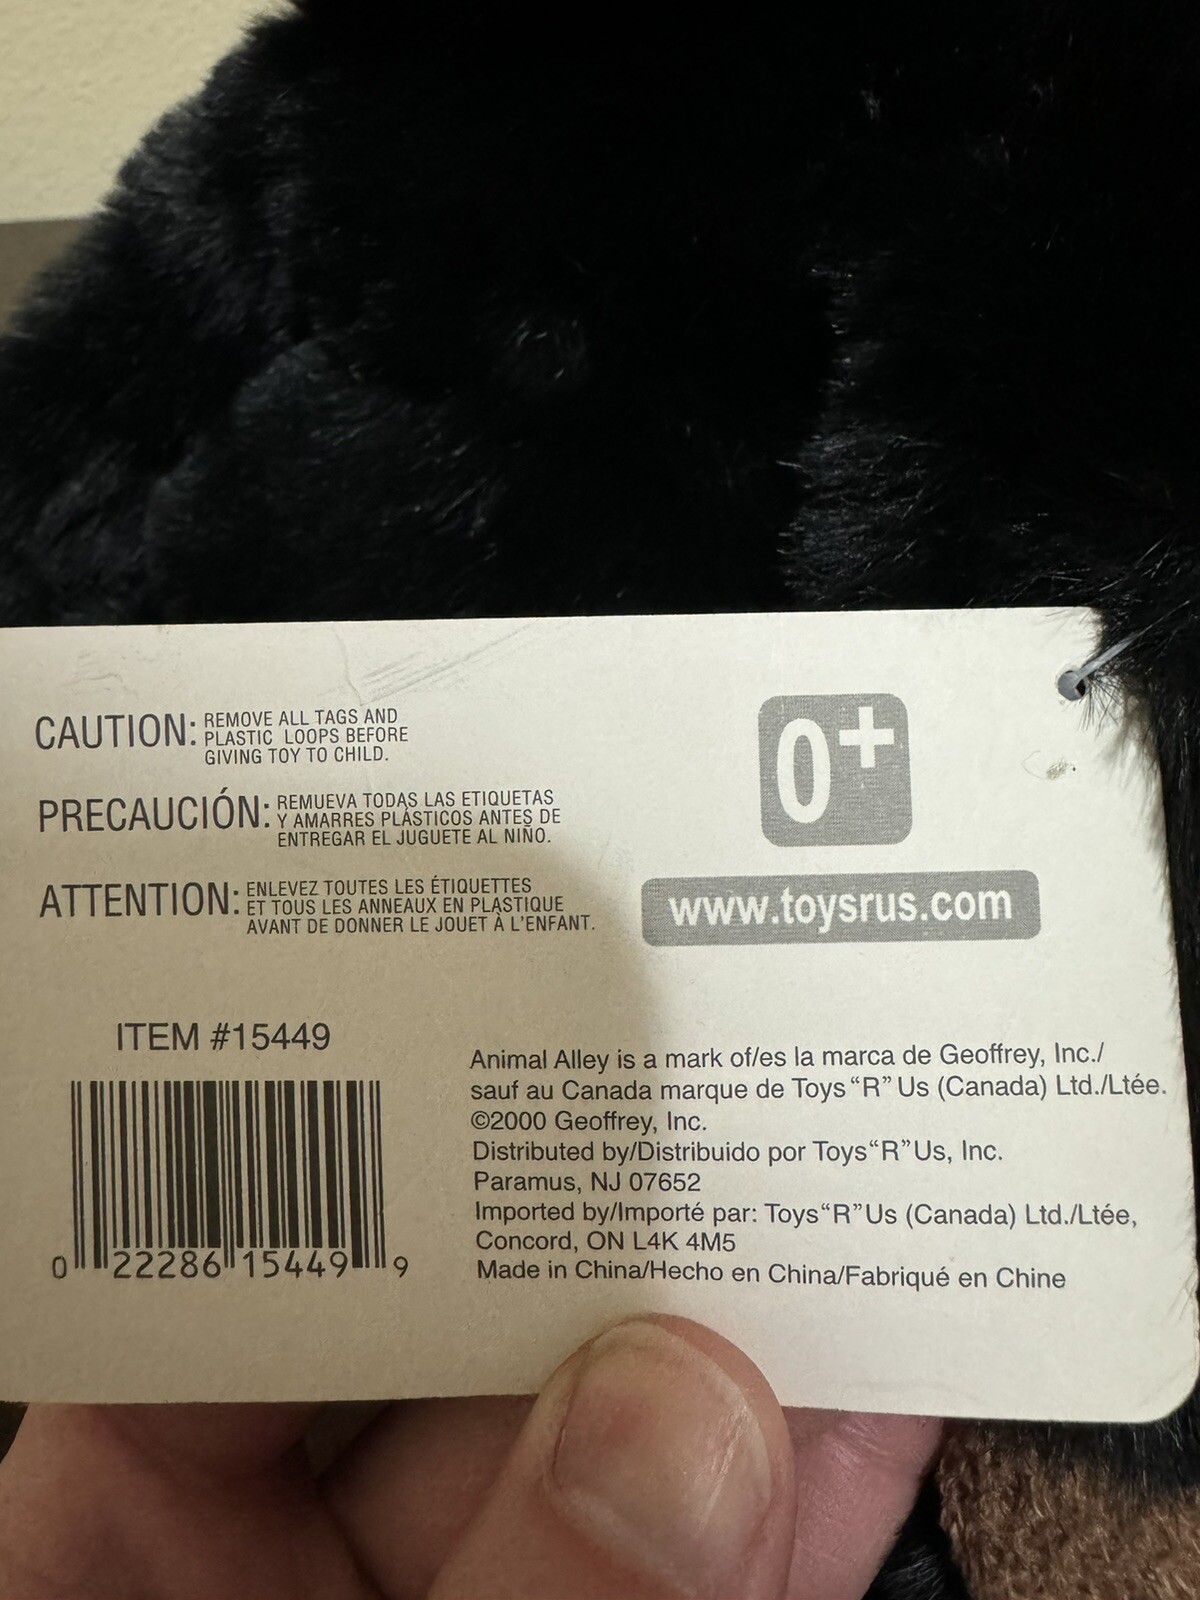 CAUTION: REMOVE ALL TAGS AND
PLASTIC LOOPS BEFORE
GIVING TOY TO CHILD.
PRECAUCIÓN: REMUEVA TODAS LAS ETIQUETAS
Y AMARRES PLÁSTICOS ANTES DE
ENTREGAR EL JUGUETE AL NIÑO.
ATTENTION: ENLEVEZ TOUTES LES ÉTIQUETTES
ET TOUS LES ANNEAUX EN PLASTIQUE
AVANT DE DONNER LE JOUET À L'ENFANT.
0+
www.toysrus.com
ITEM #15449
0 22286 15449 9
Animal Alley is a mark of/es la marca de Geoffrey, Inc./
sauf au Canada marque de Toys “R” Us (Canada) Ltd./Ltée.
©2000 Geoffrey, Inc.
Distributed by/Distribuido por Toys“R”Us, Inc.
Paramus, NJ 07652
Imported by/Importé par: Toys“R”Us (Canada) Ltd./Ltée,
Concord, ON L4K 4M5
Made in China/Hecho en China/Fabriqué en Chine